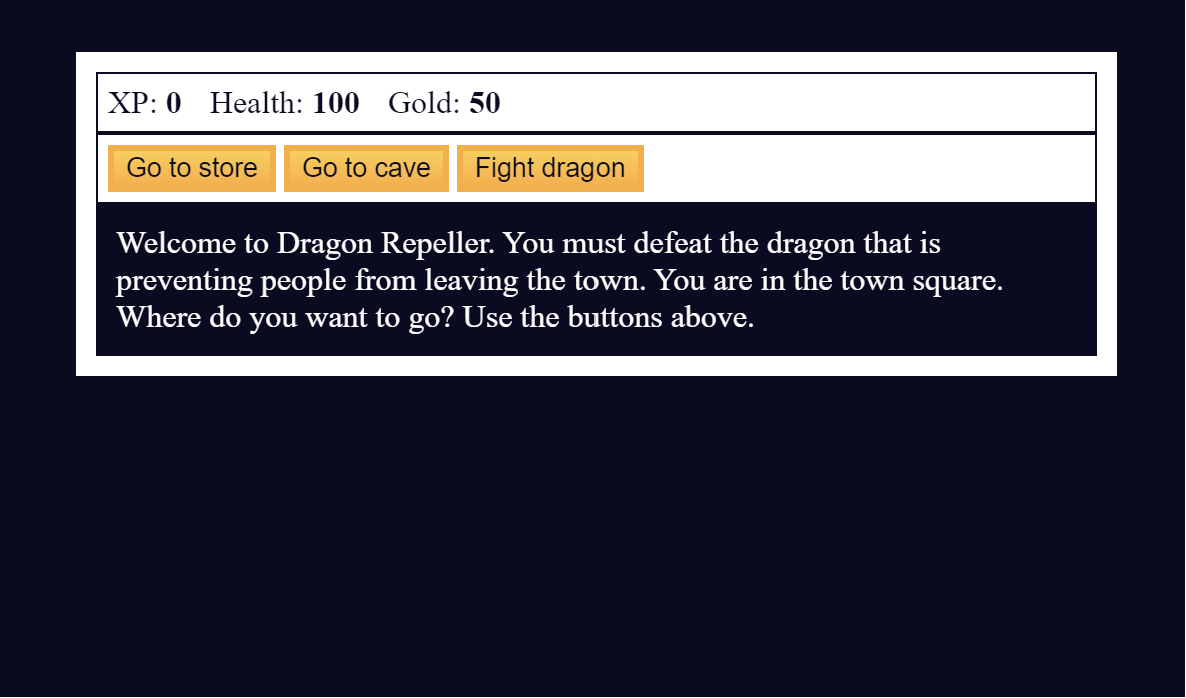 XP: 0 Health: 100 Gold: 50
Go to store Go to cave Fight dragon
Welcome to Dragon Repeller. You must defeat the dragon that is
preventing people from leaving the town. You are in the town square.
Where do you want to go? Use the buttons above.